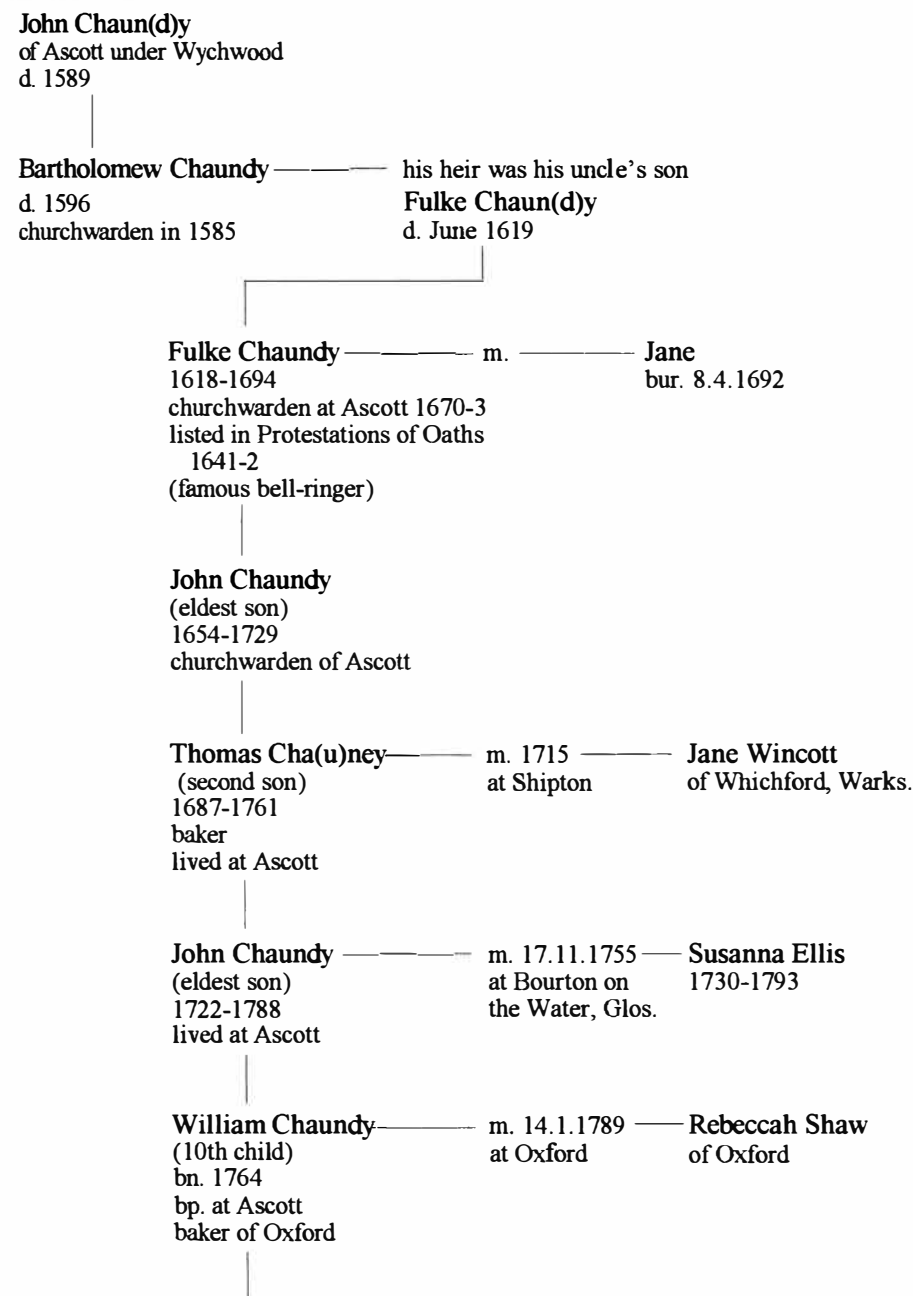 John Chaun(d)y
of Ascott under Wychwood
d. 1589
Bartholomew Chaundy
d. 1596
churchwarden in 1585
his heir was his uncle's son
Fulke Chaun(d)y
d. June 1619
Fulke Chaundy
1618-1694
churchwarden at Ascott 1670-3
listed in Protestations of Oaths
1641-2
(famous bell-ringer)
m.
Jane
bur. 8.4.1692
John Chaundy
(eldest son)
1654-1729
churchwarden of Ascott
Thomas Cha(u)ney
(second son)
1687-1761
baker
lived at Ascott
m. 1715
at Shipton
Jane Wincott
of Whichford, Warks.
John Chaundy
(eldest son)
1722-1788
lived at Ascott
m. 17.11.1755
at Bourton on
the Water, Glos.
Susanna Ellis
1730-1793
William Chaundy
(10th child)
bn. 1764
bp. at Ascott
baker of Oxford
m. 14.1.1789
at Oxford
Rebeccah Shaw
of Oxford